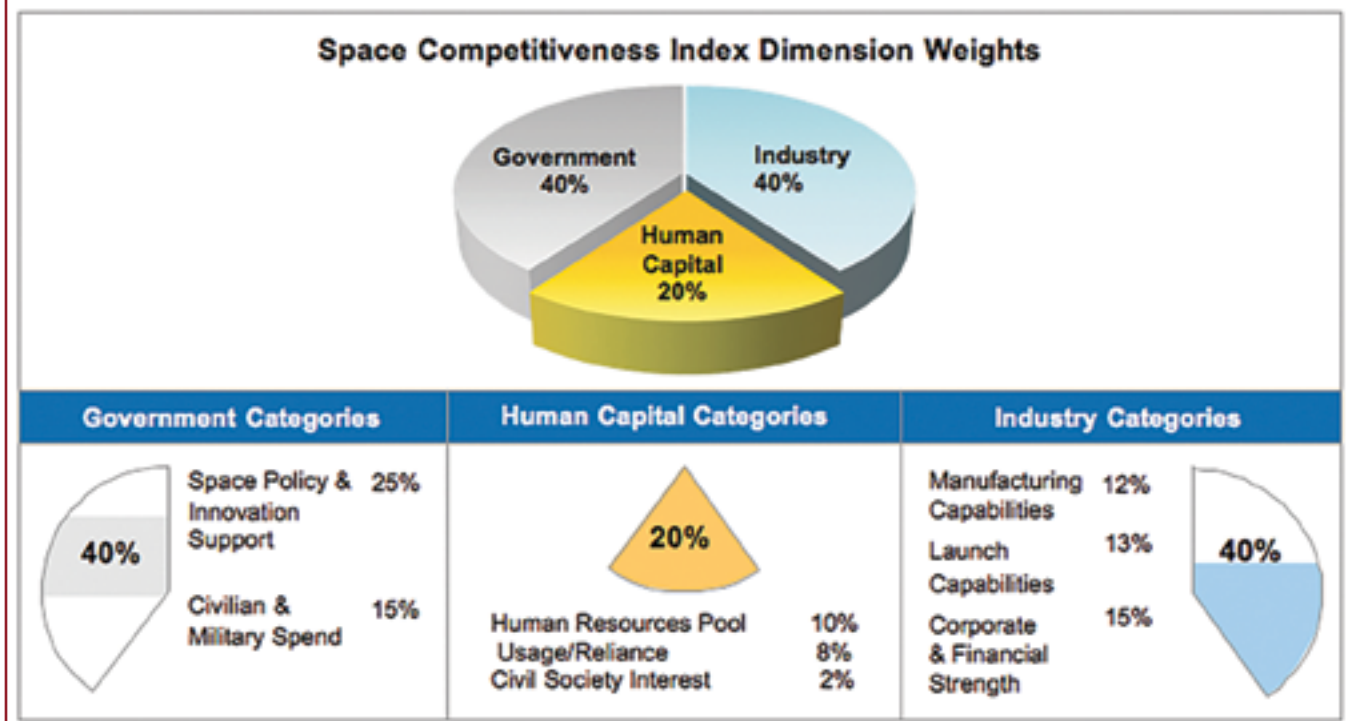 Space Competitiveness Index Dimension Weights
Government
40%
Industry
40%
Human
Capital
20%
Government Categories
Human Capital Categories
Industry Categories
40%
Space Policy & 25%
Innovation
Support
Civilian & 15%
Military Spend
20%
Human Resources Pool 10%
Usage/Reliance 8%
Civil Society Interest 2%
Manufacturing 12%
Capabilities
Launch 13%
Capabilities
Corporate 15%
& Financial
Strength
40%